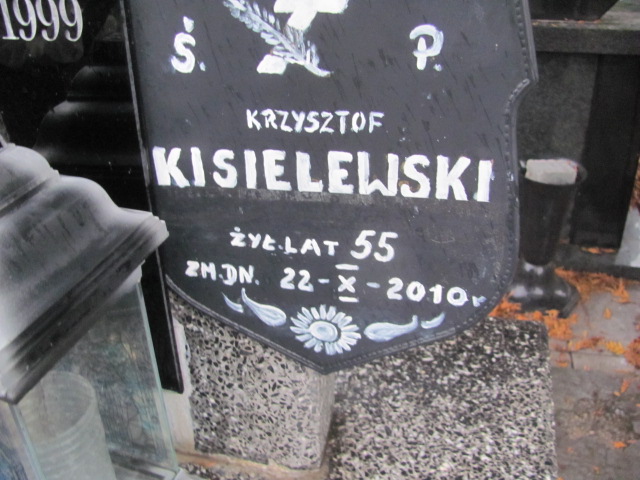 1999
Ś. P.
KRZYSZTOF
KISIELEWSKI
ŻYŁ.LAT 55
ZM.DN. 22-X-2010r